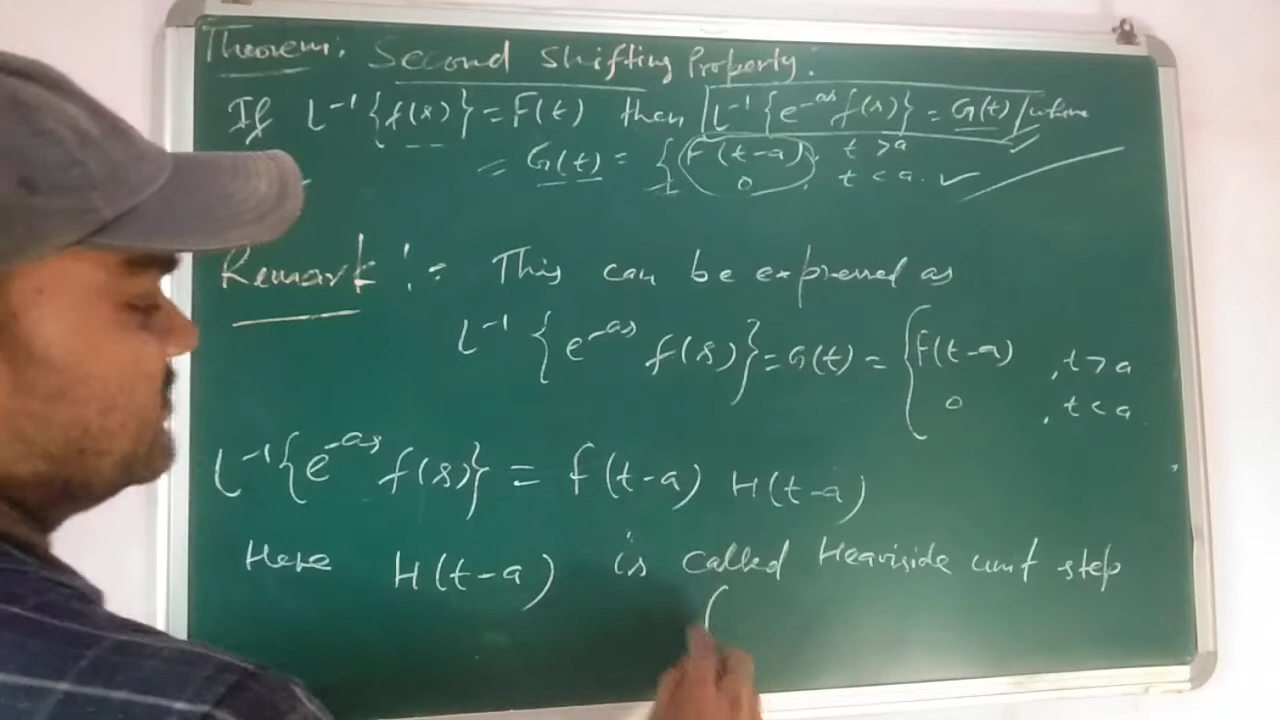 Theorem: Second Shifting Property.
If L⁻¹{f(s)} = F(t) then L⁻¹{e^{-as} f(s)} = G(t) where
= G(t) = { F(t-a), t > a
0, t < a. ✓
Remark:- This can be expressed as
L⁻¹{e^{-as} f(s)} = G(t) = { F(t-a), t > a
0, t < a
L⁻¹{e^{-as} f(s)} = f(t-a) H(t-a)
Here H(t-a) is called Heaviside unit step
(